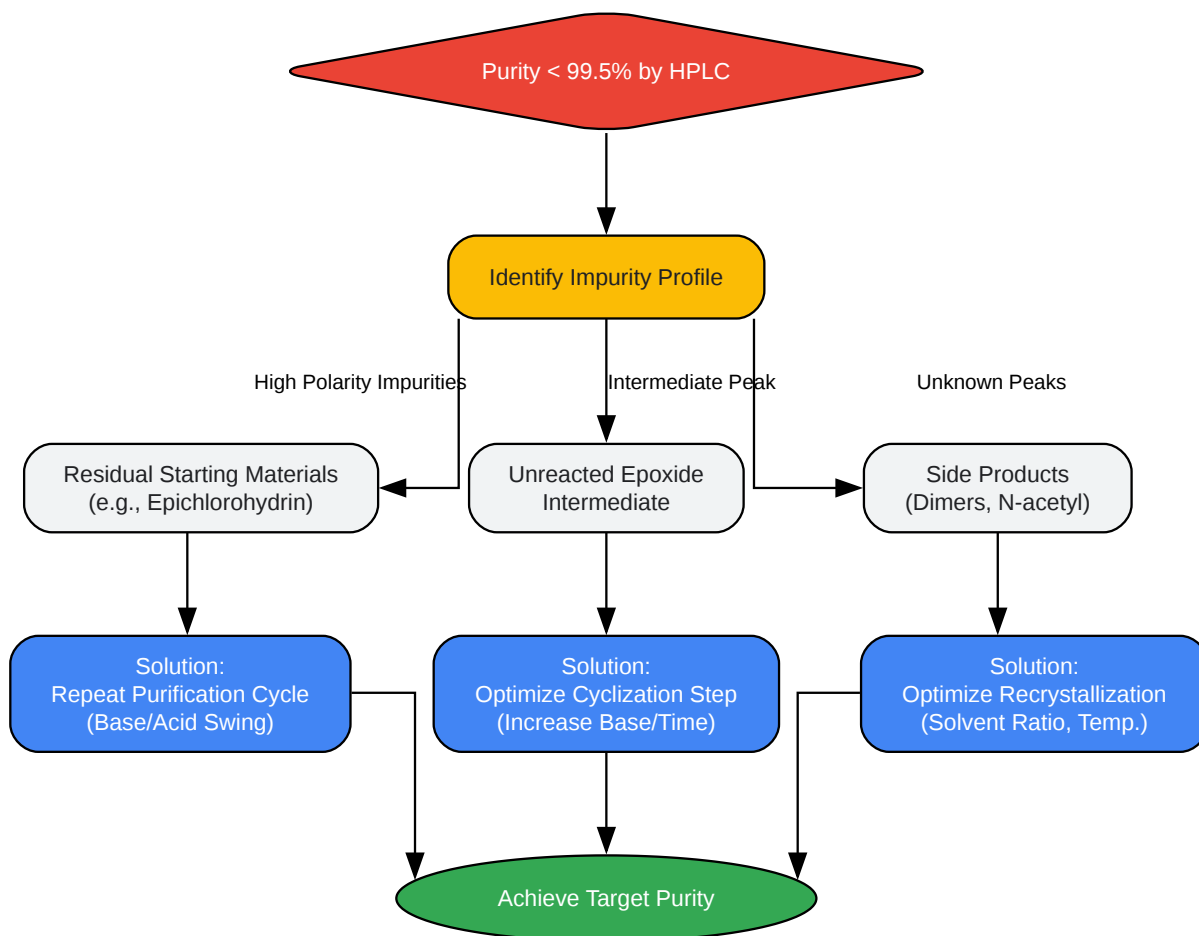 Purity < 99.5% by HPLC
Identify Impurity Profile
High Polarity Impurities
Intermediate Peak
Unknown Peaks
Residual Starting Materials
(e.g., Epichlorohydrin)
Unreacted Epoxide
Intermediate
Side Products
(Dimers, N-acetyl)
Solution:
Repeat Purification Cycle
(Base/Acid Swing)
Solution:
Optimize Cyclization Step
(Increase Base/Time)
Solution:
Optimize Recrystallization
(Solvent Ratio, Temp.)
Achieve Target Purity